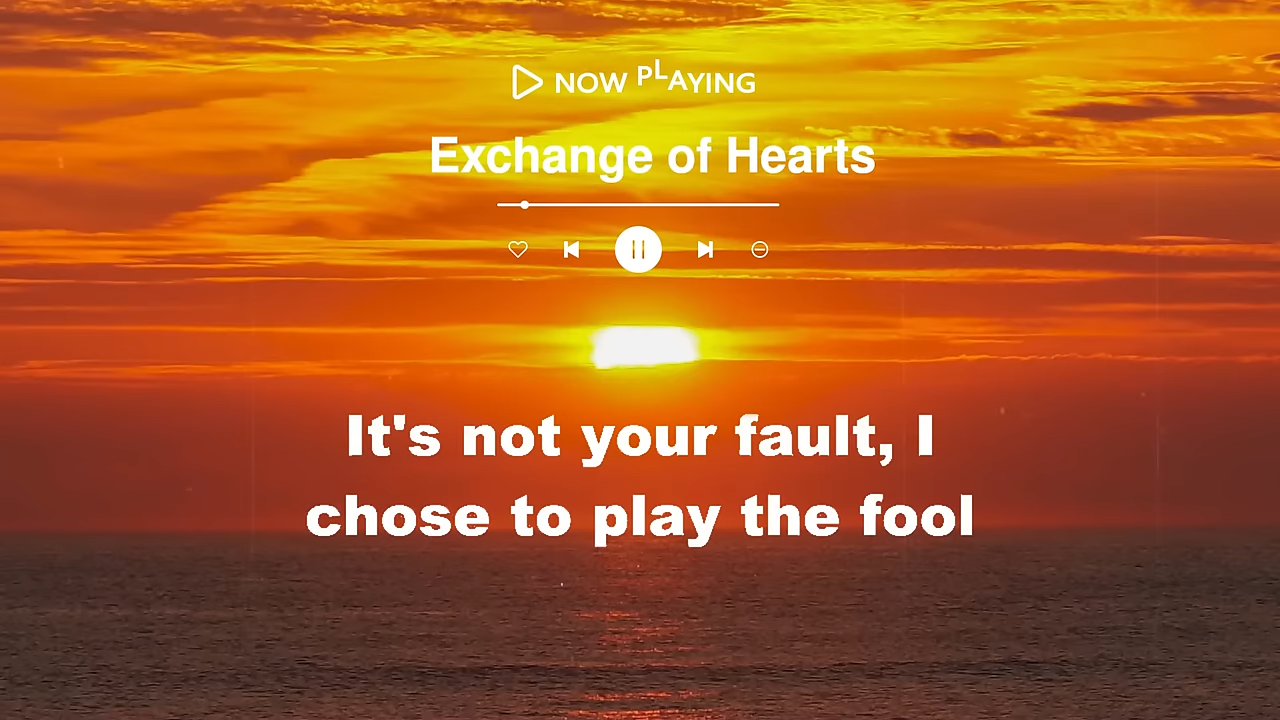 NOW PLAYING
Exchange of Hearts
It's not your fault, I
chose to play the fool